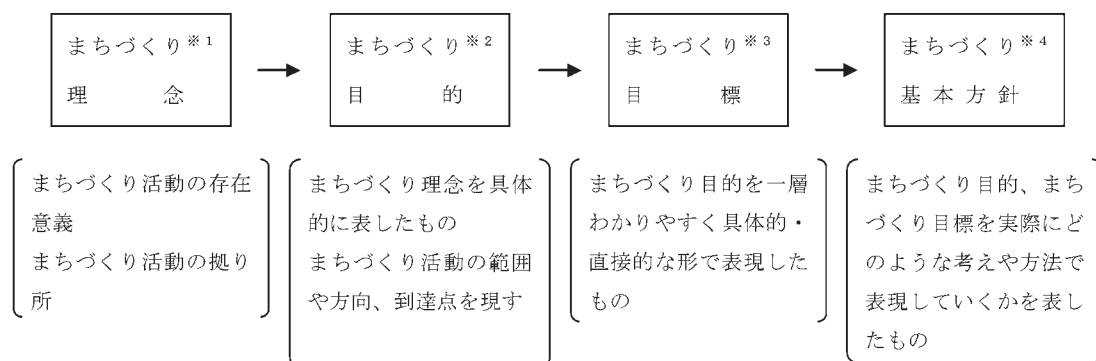 まちづくり※1
理念
まちづくり※2
目的
まちづくり※3
目標
まちづくり※4
基本方針
まちづくり活動の存在
意義
まちづくり活動の拠り
所
まちづくり理念を具体
的に表したもの
まちづくり活動の範囲
や方向、到達点を現す
まちづくり目的を一層
わかりやすく具体的・
直接的な形で表現した
もの
まちづくり目的、まち
づくり目標を実際にど
のような考えや方法で
表現していくかを表し
たもの